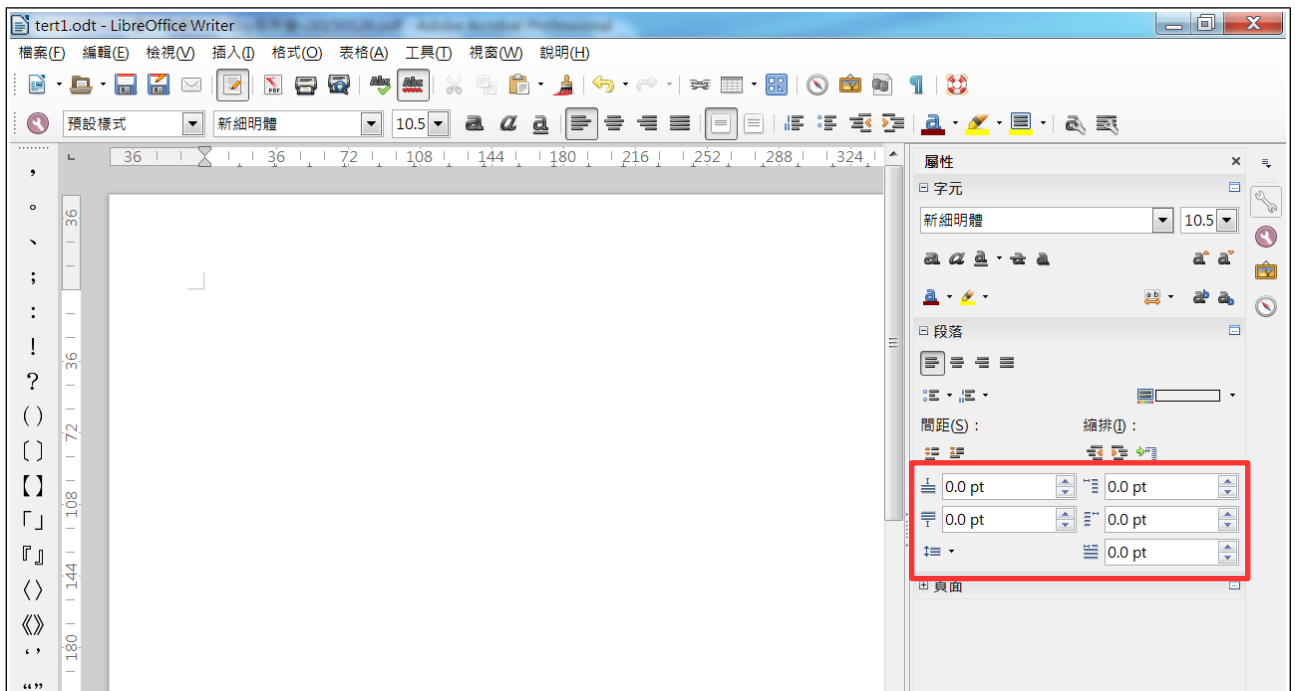 tert1.odt - LibreOffice Writer
檔案(F) 編輯(E) 檢視(V) 插入(I) 格式(O) 表格(A) 工具(T) 視窗(W) 說明(H)
預設樣式 新細明體 10.5
36 36 72 108 144 180 216 252 288 324
屬性
字元
新細明體 10.5
段落
間距(S): 縮排(I):
0.0 pt 0.0 pt
0.0 pt 0.0 pt
0.0 pt
頁面
,
。
、
;
:
!
?
( )
〔 〕
【 】
「 」
『 』
〈 〉
《 》
‘ ’
“ ”
36
36
72
108
144
180